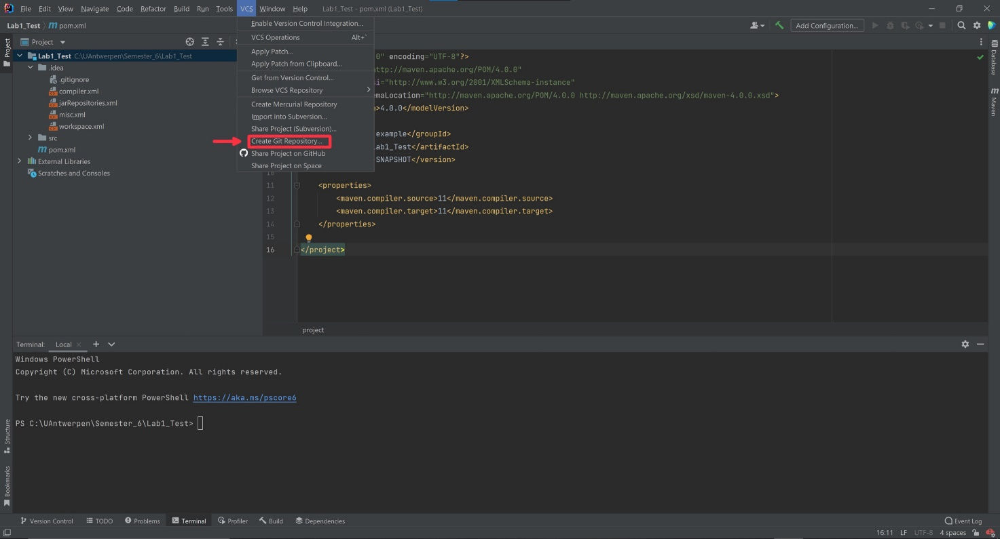 File Edit View Navigate Code Refactor Build Run Tools VCS Window Help Lab1_Test - pom.xml (Lab1_Test)
Lab1_Test pom.xml
Add Configuration...
Project
Lab1_Test C:\UAntwerpen\Semester_6\Lab1_Test
.idea
.gitignore
compiler.xml
jarRepositories.xml
misc.xml
workspace.xml
src
pom.xml
External Libraries
Scratches and Consoles
Enable Version Control Integration...
VCS Operations Alt+`
Apply Patch...
Apply Patch from Clipboard...
Get from Version Control...
Browse VCS Repository
Create Mercurial Repository
Import into Subversion...
Share Project (Subversion)...
Create Git Repository...
Share Project on GitHub
Share Project on Space
0" encoding="UTF-8"?>
ttp://maven.apache.org/POM/4.0.0"
i="http://www.w3.org/2001/XMLSchema-instance"
emaLocation="http://maven.apache.org/POM/4.0.0 http://maven.apache.org/xsd/maven-4.0.0.xsd">
>4.0.0</modelVersion>
example</groupId>
ab1_Test</artifactId>
SNAPSHOT</version>
10
11 <properties>
12 <maven.compiler.source>11</maven.compiler.source>
13 <maven.compiler.target>11</maven.compiler.target>
14 </properties>
15
16 </project>
project
Project
Structure
Bookmarks
Database
Maven
Terminal: Local
Windows PowerShell
Copyright (C) Microsoft Corporation. All rights reserved.
Try the new cross-platform PowerShell https://aka.ms/pscore6
PS C:\UAntwerpen\Semester_6\Lab1_Test>
Version Control TODO Problems Terminal Profiler Build Dependencies Event Log
16:11 LF UTF-8 4 spaces